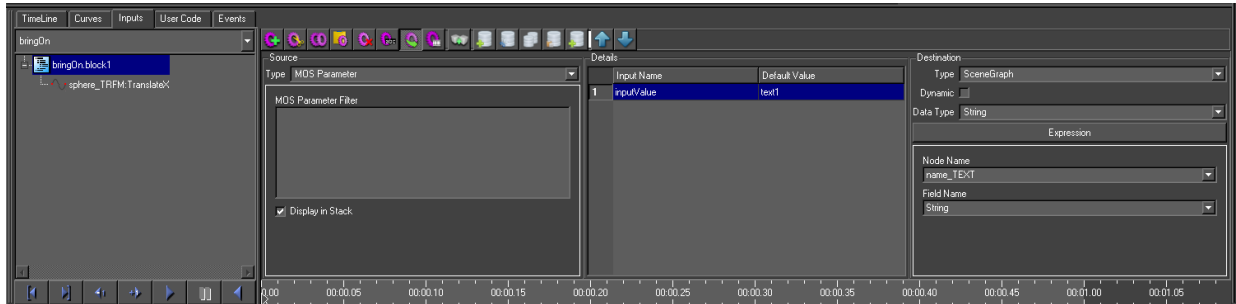 TimeLine Curves Inputs User Code Events
bringOn
bringOn.block1
sphere_TRFM:TranslateX
Source
Type MOS Parameter
MOS Parameter Filter
Display in Stack
Details
Input Name Default Value
1 inputValue text1
Destination
Type SceneGraph
Dynamic
Data Type String
Expression
Node Name
name_TEXT
Field Name
String
0.00 00:00.05 00:00.10 00:00.15 00:00.20 00:00.25 00:00.30 00:00.35 00:00.40 00:00.45 00:01.00 00:01.05